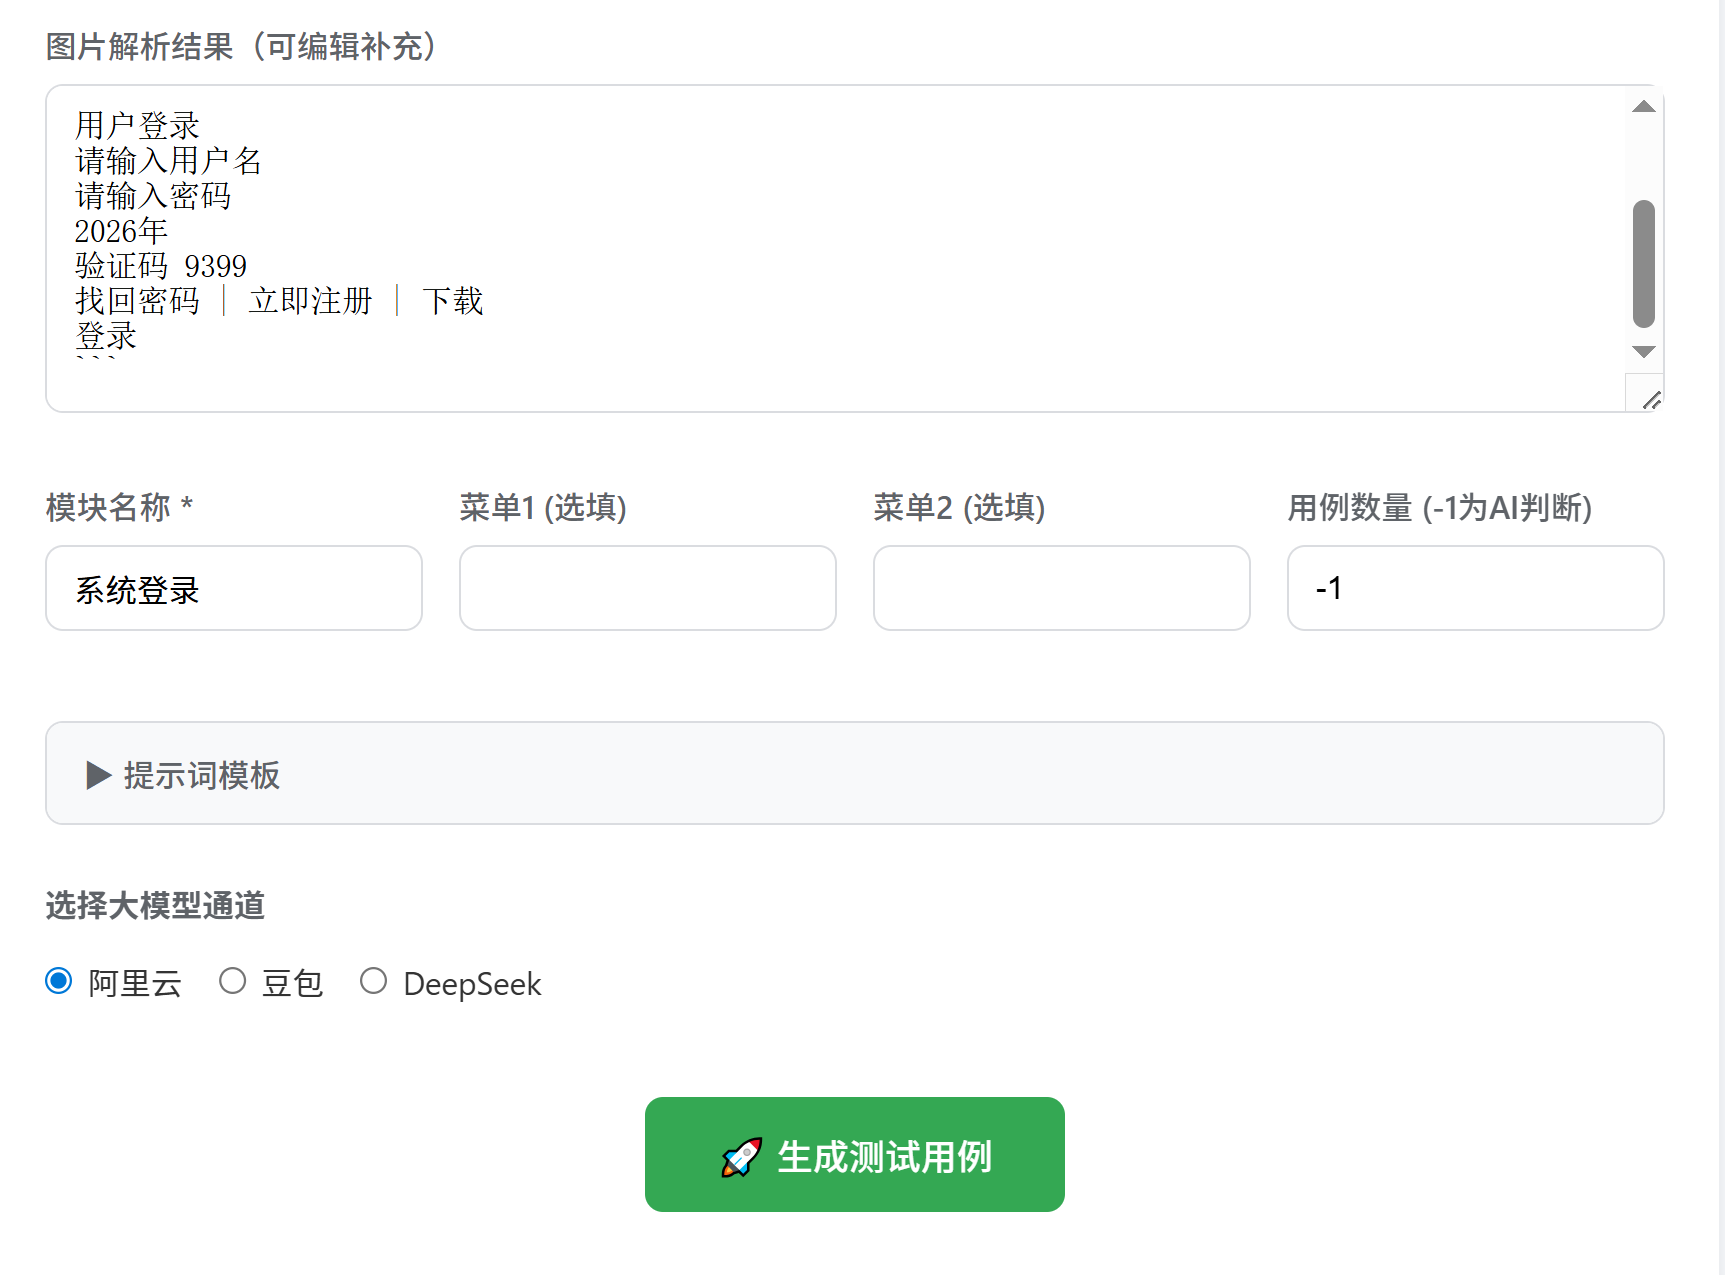 图片解析结果（可编辑补充）
用户登录
请输入用户名
请输入密码
2026年
验证码 9399
找回密码 | 立即注册 | 下载
登录
```
模块名称 *
菜单1 (选填)
菜单2 (选填)
用例数量 (-1为AI判断)
系统登录
-1
▶ 提示词模板
选择大模型通道
阿里云
豆包
DeepSeek
🚀 生成测试用例